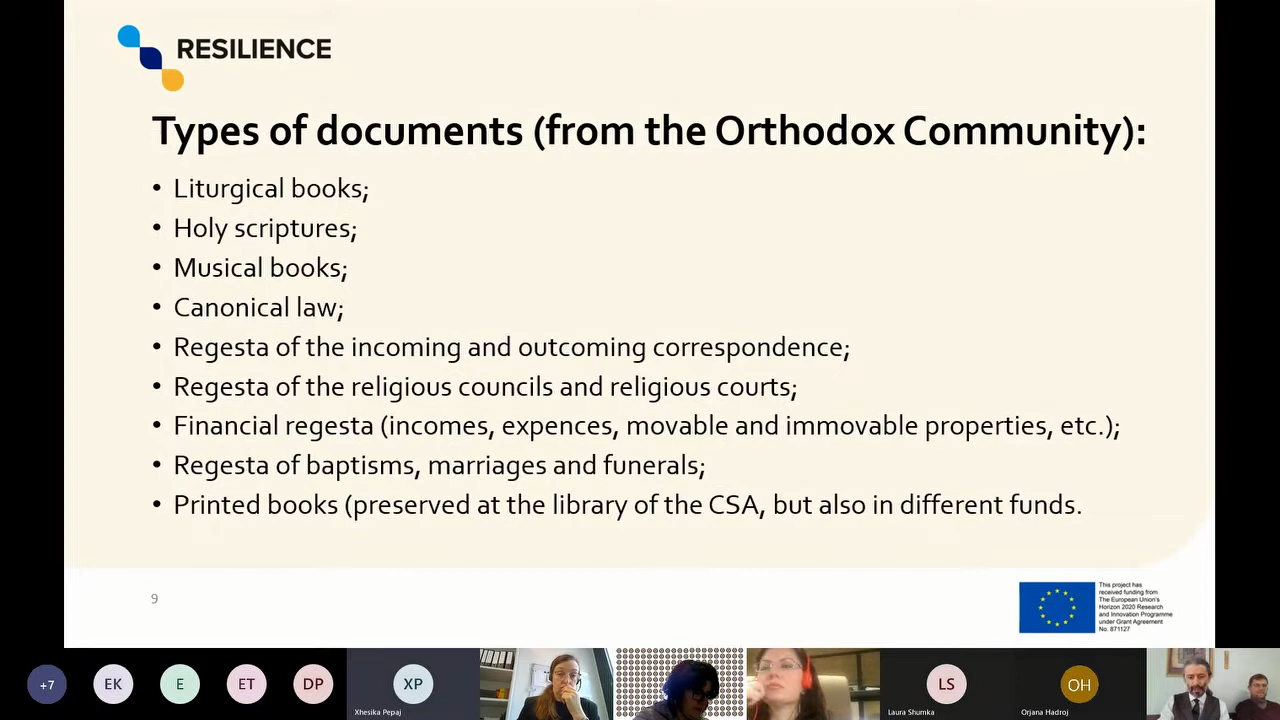 RESILIENCE
Types of documents (from the Orthodox Community):
• Liturgical books;
• Holy scriptures;
• Musical books;
• Canonical law;
• Regesta of the incoming and outcoming correspondence;
• Regesta of the religious councils and religious courts;
• Financial regesta (incomes, expences, movable and immovable properties, etc.);
• Regesta of baptisms, marriages and funerals;
• Printed books (preserved at the library of the CSA, but also in different funds.
9
This project has
received funding from
The European Union's
Horizon 2020 Research
and Innovation Programme
under Grant Agreement
No. 871127
+7
EK
E
ET
DP
XP
Xhesika Pepaj
LS
Laura Shumka
OH
Orjana Hadroj